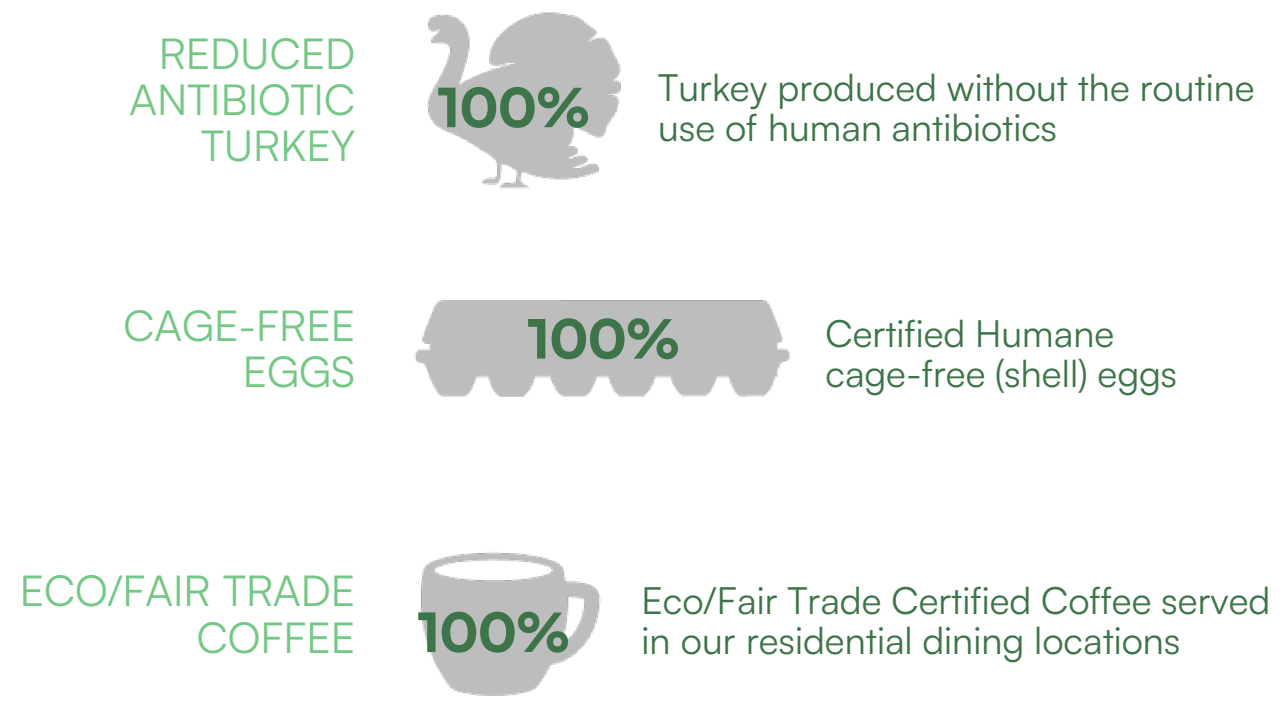 REDUCED
ANTIBIOTIC
TURKEY
100%
Turkey produced without the routine
use of human antibiotics
CAGE-FREE
EGGS
100%
Certified Humane
cage-free (shell) eggs
ECO/FAIR TRADE
COFFEE
100%
Eco/Fair Trade Certified Coffee served
in our residential dining locations